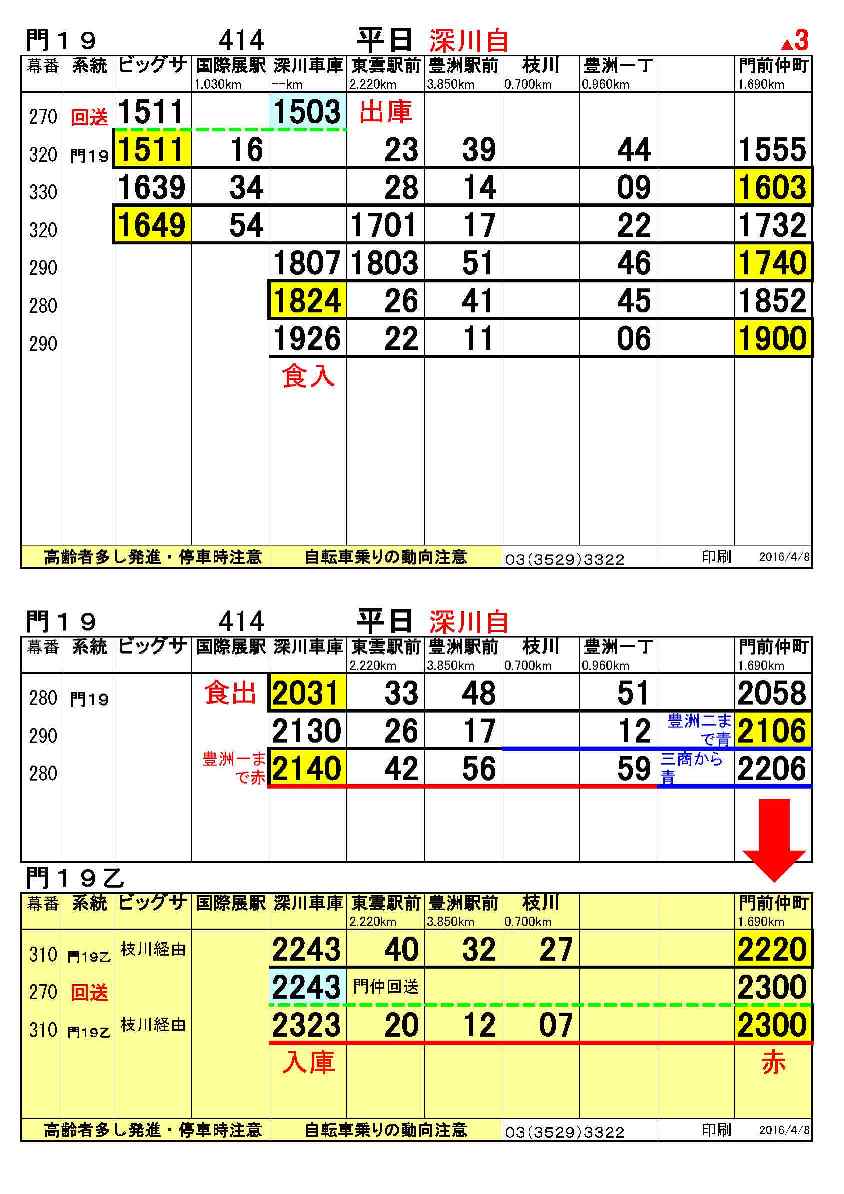 門１９ 414 平日 深川自 ▲3
幕番 系統 ビッグサ 国際展駅 深川車庫 東雲駅前 豊洲駅前 枝川 豊洲一丁 門前仲町
1.030km ---km 2.220km 3.850km 0.700km 0.960km 1.690km
270 回送 1511 1503 出庫
320 門19 1511 16 23 39 44 1555
330 1639 34 28 14 09 1603
320 1649 54 1701 17 22 1732
290 1807 1803 51 46 1740
280 1824 26 41 45 1852
290 1926 22 11 06 1900
食入
高齢者多し発進・停車時注意 自転車乗りの動向注意 03(3529)3322 印刷 2016/4/8
門１９ 414 平日 深川自
幕番 系統 ビッグサ 国際展駅 深川車庫 東雲駅前 豊洲駅前 枝川 豊洲一丁 門前仲町
2.220km 3.850km 0.700km 0.960km 1.690km
280 門19 食出 2031 33 48 51 2058
290 2130 26 17 12 豊洲二まで青 2106
280 豊洲一まで赤 2140 42 56 59 三商から青 2206
門１９乙
幕番 系統 ビッグサ 国際展駅 深川車庫 東雲駅前 豊洲駅前 枝川 門前仲町
2.220km 3.850km 0.700km 1.690km
310 門19乙 枝川経由 2243 40 32 27 2220
270 回送 2243 門仲回送 2300
310 門19乙 枝川経由 2323 20 12 07 2300
入庫 赤
高齢者多し発進・停車時注意 自転車乗りの動向注意 03(3529)3322 印刷 2016/4/8